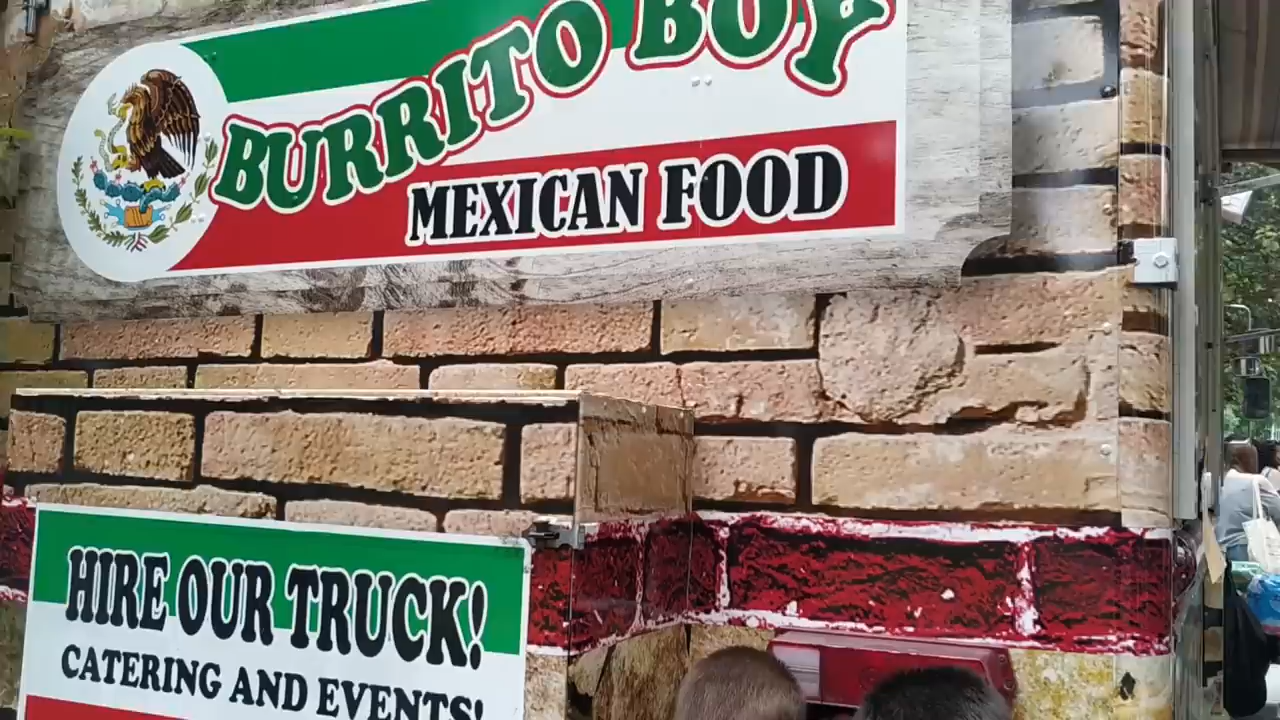 BURRITO BOY
MEXICAN FOOD
HIRE OUR TRUCK!
CATERING AND EVENTS!